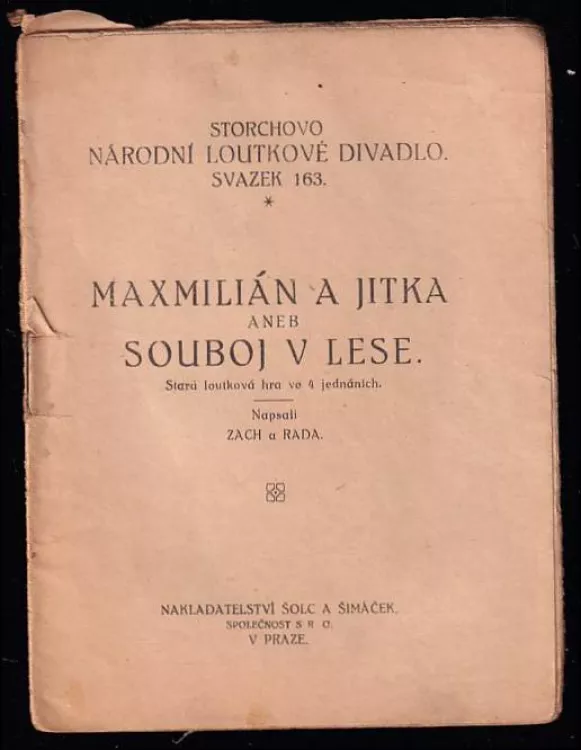 STORCHOVO
NÁRODNÍ LOUTKOVÉ DIVADLO.
SVAZEK 163.
*
MAXMILIÁN A JITKA
ANEB
SOUBOJ V LESE.
Stará loutková hra ve 4 jednáních.
Napsali
ZACH a RADA.
NAKLADATELSTVÍ ŠOLC A ŠIMÁČEK,
SPOLEČNOST S R O.
V PRAZE.